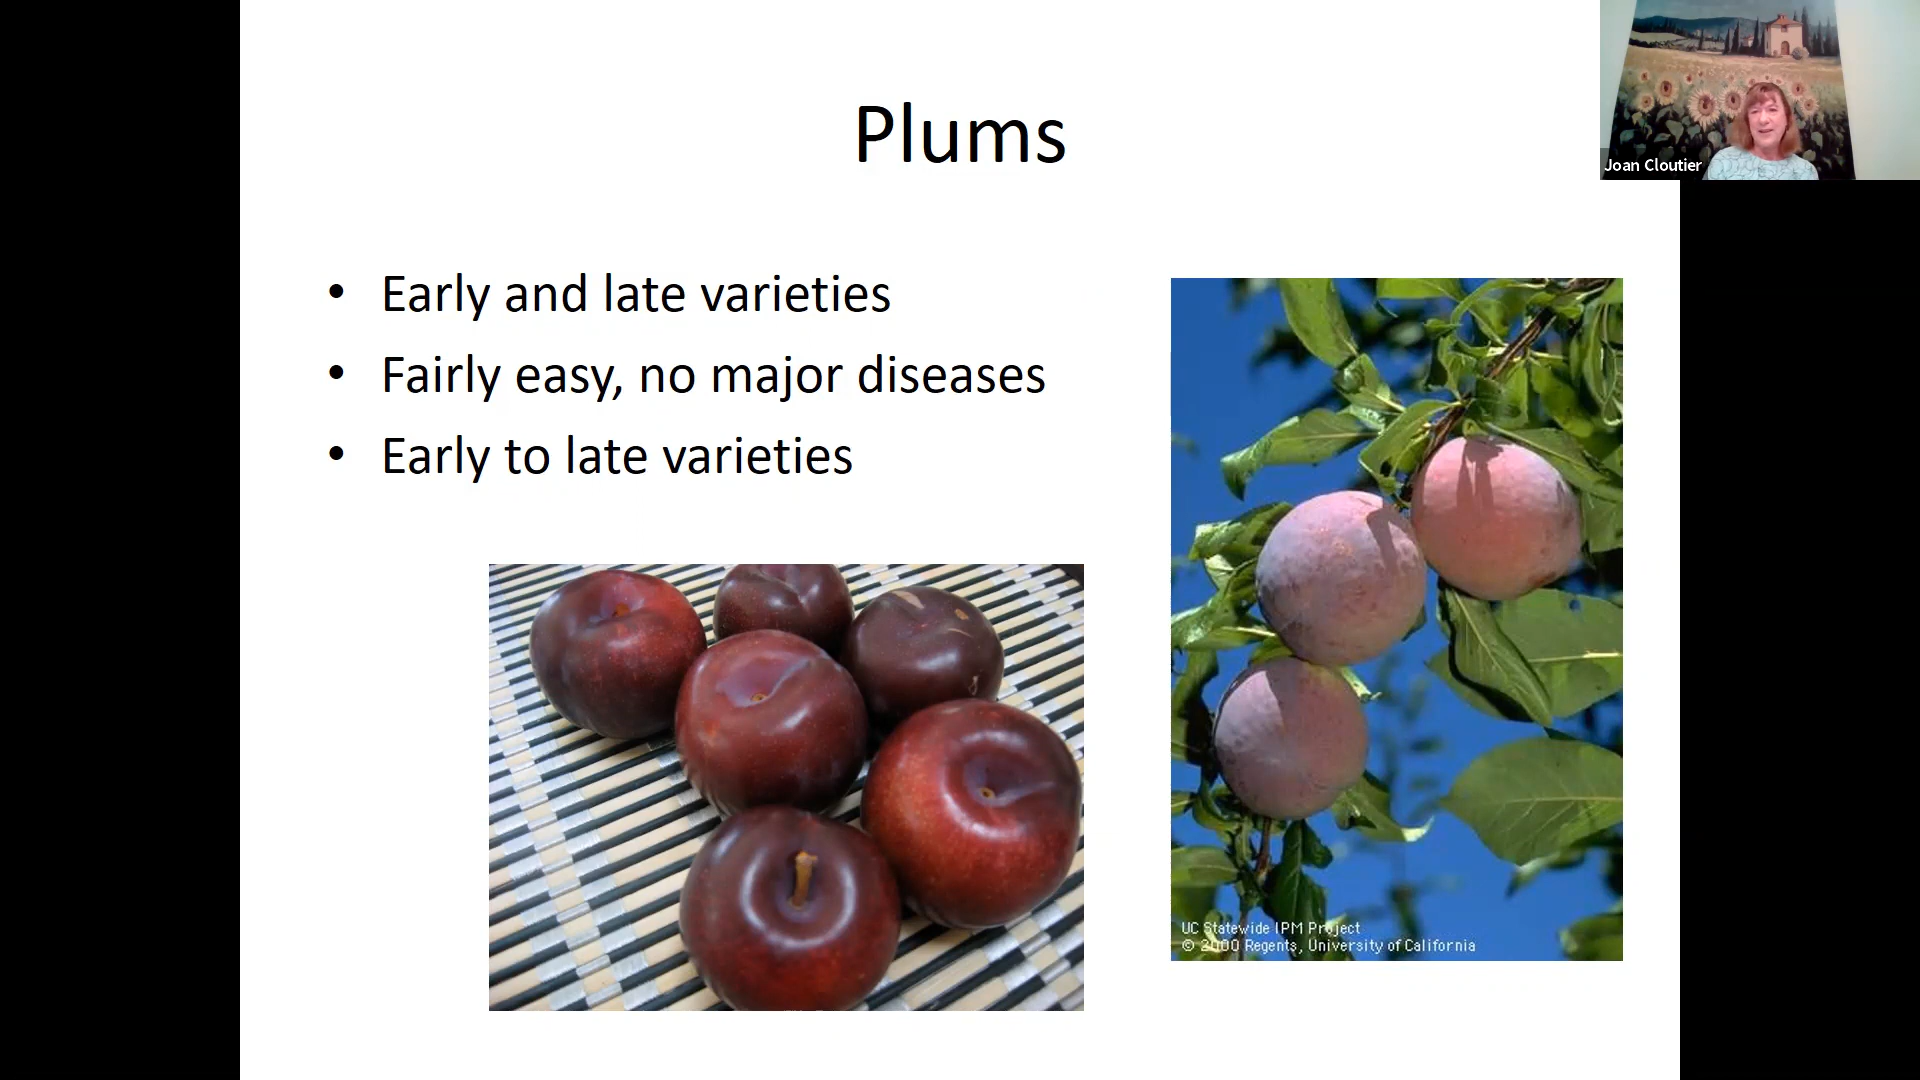 Plums
Joan Cloutier
• Early and late varieties
• Fairly easy, no major diseases
• Early to late varieties
UC Statewide IPM Project
© 2000 Regents, University of California